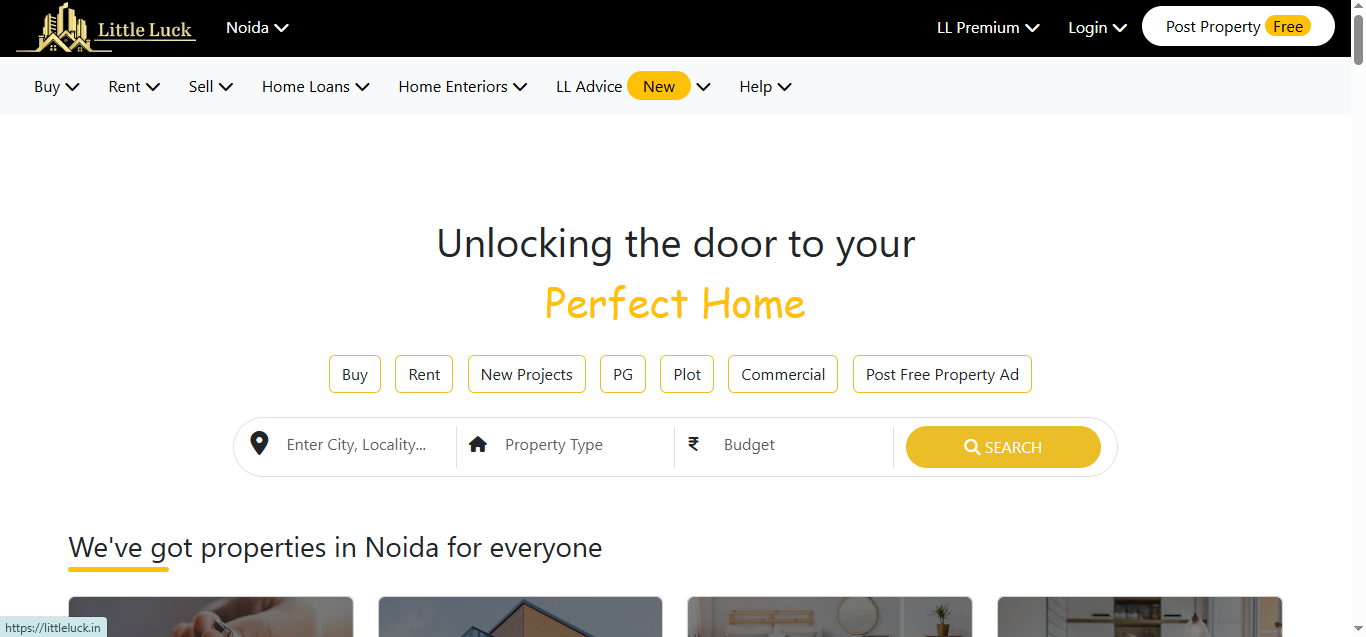 Little Luck
Noida
LL Premium
Login
Post Property Free
Buy
Rent
Sell
Home Loans
Home Enteriors
LL Advice New
Help
Unlocking the door to your
Perfect Home
Buy
Rent
New Projects
PG
Plot
Commercial
Post Free Property Ad
Enter City, Locality...
Property Type
₹ Budget
SEARCH
We've got properties in Noida for everyone
https://littleluck.in